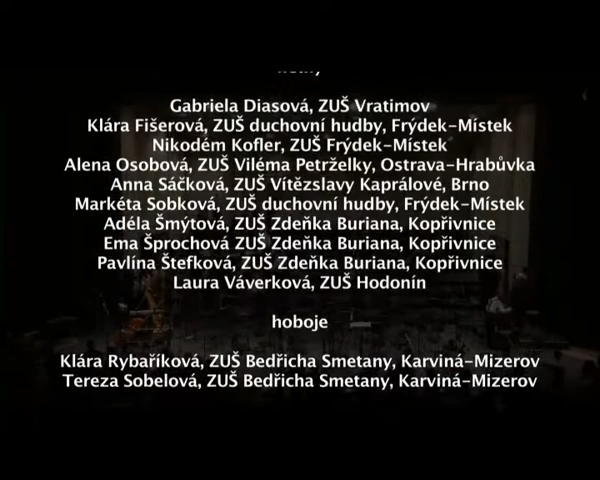 Gabriela Diasová, ZUŠ Vratimov
Klára Fišerová, ZUŠ duchovní hudby, Frýdek-Místek
Nikodém Kofler, ZUŠ Frýdek-Místek
Alena Osobová, ZUŠ Viléma Petrželky, Ostrava-Hrabůvka
Anna Sáčková, ZUŠ Vítězslavy Kaprálové, Brno
Markéta Sobková, ZUŠ duchovní hudby, Frýdek-Místek
Adéla Šmýtová, ZUŠ Zdeňka Buriana, Kopřivnice
Ema Šprochová ZUŠ Zdeňka Buriana, Kopřivnice
Pavlína Štefková, ZUŠ Zdeňka Buriana, Kopřivnice
Laura Váverková, ZUŠ Hodonín
hoboje
Klára Rybaříková, ZUŠ Bedřicha Smetany, Karviná-Mizerov
Tereza Sobelová, ZUŠ Bedřicha Smetany, Karviná-Mizerov